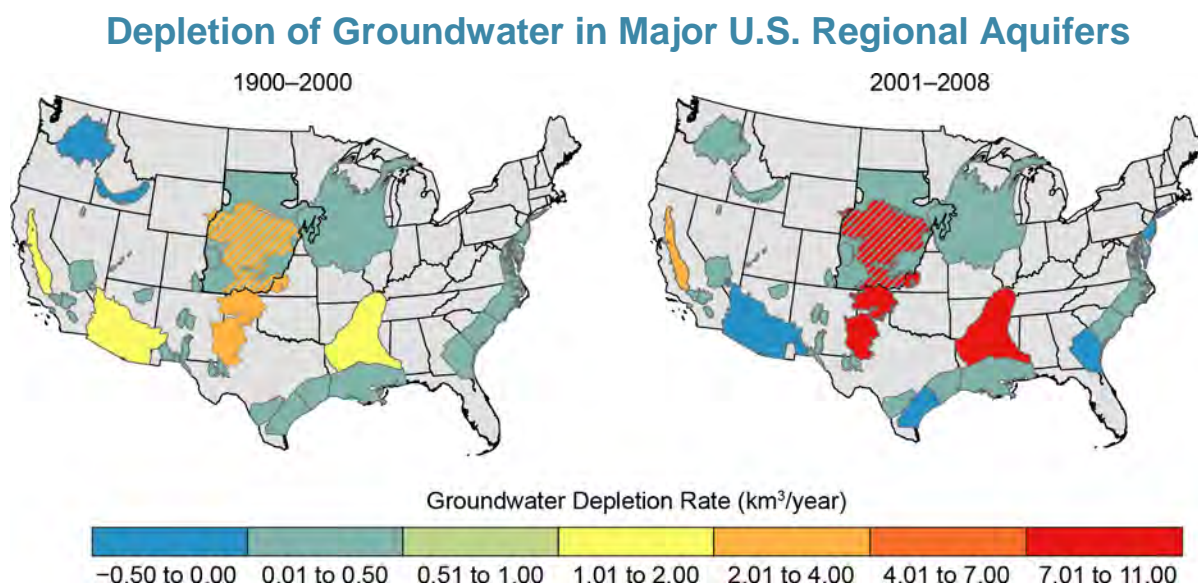 Depletion of Groundwater in Major U.S. Regional Aquifers
1900–2000
2001–2008
Groundwater Depletion Rate (km³/year)
−0.50 to 0.00 0.01 to 0.50 0.51 to 1.00 1.01 to 2.00 2.01 to 4.00 4.01 to 7.00 7.01 to 11.00